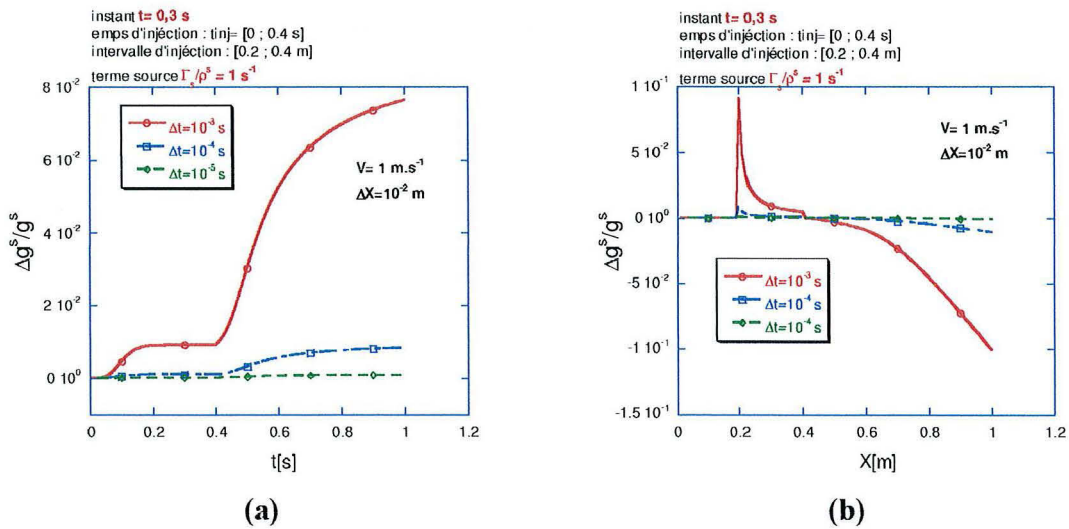 instant t= 0,3 s
emps d'injéction : tinj= [0 ; 0.4 s]
intervalle d'injéction : [0.2 ; 0.4 m]
terme source Γs/ρˢ = 1 s⁻¹
8 10⁻²
6 10⁻²
4 10⁻²
2 10⁻²
0 10⁰
Δgˢ/gˢ
Δt=10⁻³ s
Δt=10⁻⁴ s
Δt=10⁻⁵ s
V= 1 m.s⁻¹
ΔX=10⁻² m
0 0.2 0.4 0.6 0.8 1 1.2
t[s]
(a)
instant t= 0,3 s
emps d'injéction : tinj= [0 ; 0.4 s]
intervalle d'injéction : [0.2 ; 0.4 m]
terme source Γs/ρˢ = 1 s⁻¹
1 10⁻¹
5 10⁻²
0 10⁰
-5 10⁻²
-1 10⁻¹
-1.5 10⁻¹
Δgˢ/gˢ
V= 1 m.s⁻¹
ΔX=10⁻² m
Δt=10⁻³ s
Δt=10⁻⁴ s
Δt=10⁻⁴ s
0 0.2 0.4 0.6 0.8 1 1.2
X[m]
(b)